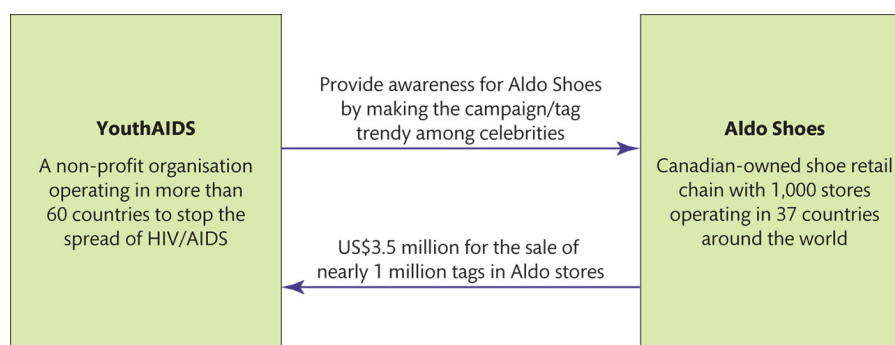 YouthAIDS
A non-profit organisation
operating in more than
60 countries to stop the
spread of HIV/AIDS
Provide awareness for Aldo Shoes
by making the campaign/tag
trendy among celebrities
US$3.5 million for the sale of
nearly 1 million tags in Aldo stores
Aldo Shoes
Canadian-owned shoe retail
chain with 1,000 stores
operating in 37 countries
around the world